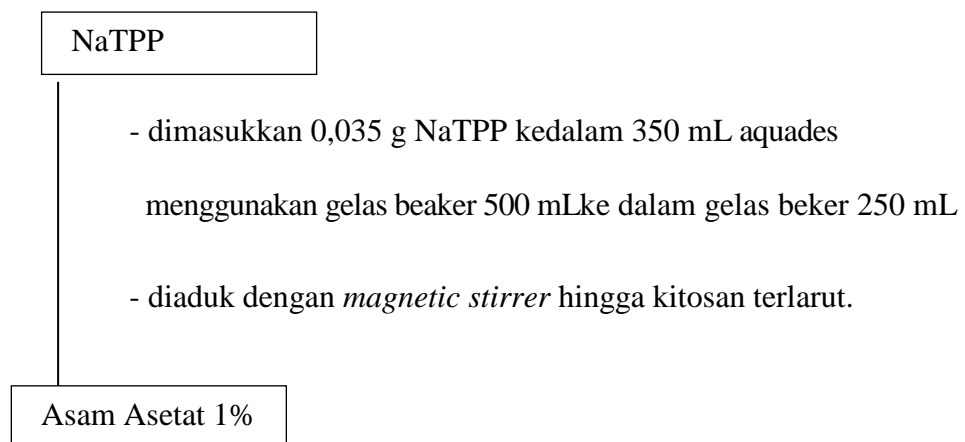 NaTPP
- dimasukkan 0,035 g NaTPP kedalam 350 mL aquades
menggunakan gelas beaker 500 mLke dalam gelas beker 250 mL
- diaduk dengan magnetic stirrer hingga kitosan terlarut.
Asam Asetat 1%